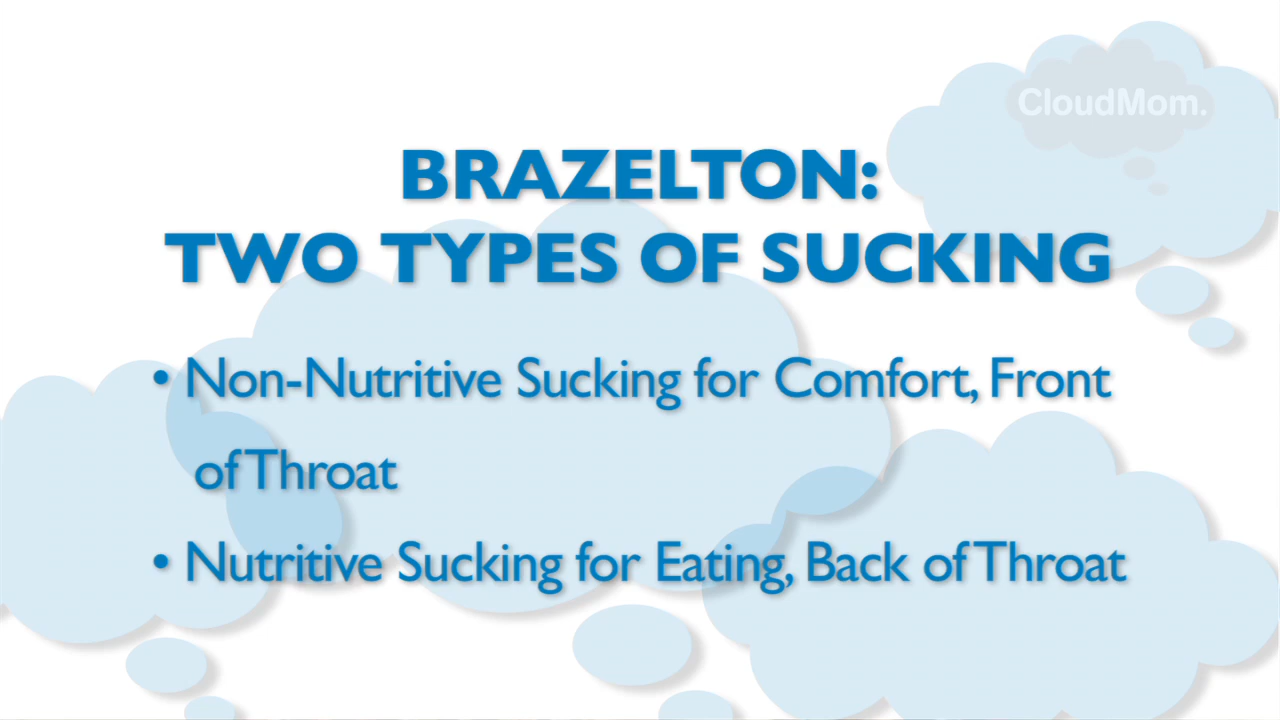 CloudMom.
BRAZELTON:
TWO TYPES OF SUCKING
• Non-Nutritive Sucking for Comfort, Front
of Throat
• Nutritive Sucking for Eating, Back of Throat